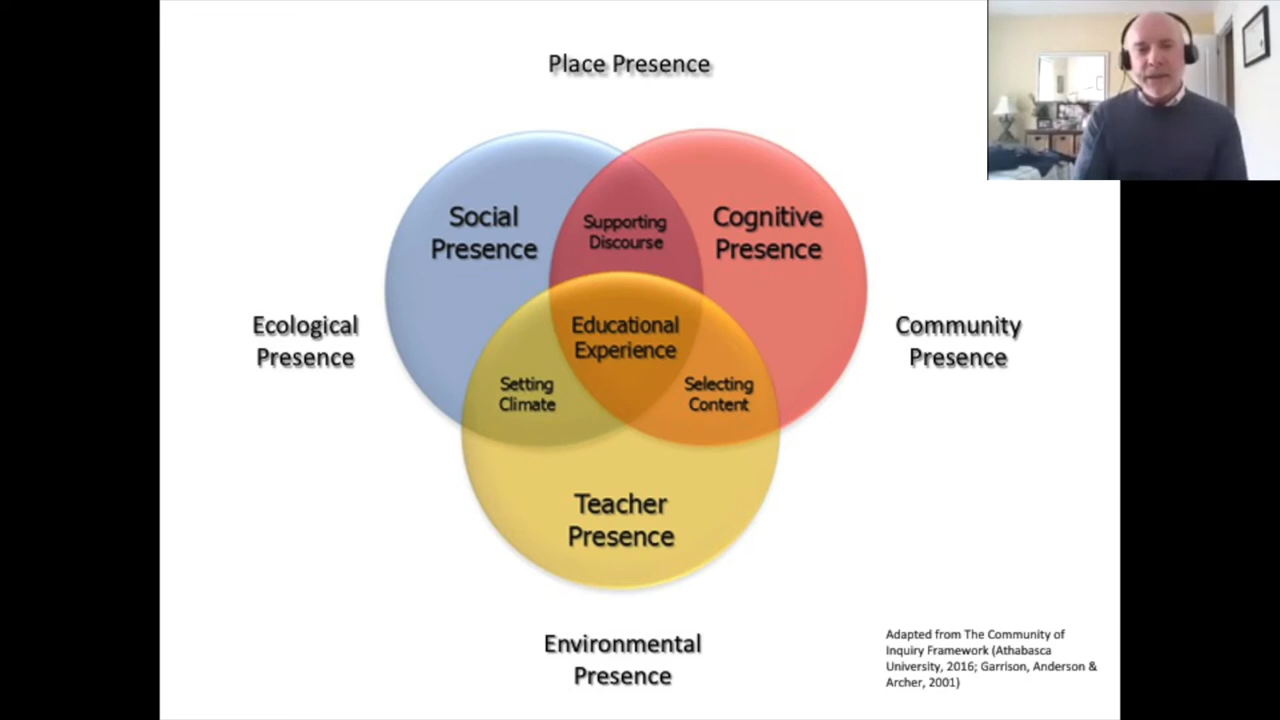 Place Presence
Social
Presence
Supporting
Discourse
Cognitive
Presence
Ecological
Presence
Educational
Experience
Community
Presence
Setting
Climate
Selecting
Content
Teacher
Presence
Environmental
Presence
Adapted from The Community of
Inquiry Framework (Athabasca
University, 2016; Garrison, Anderson &
Archer, 2001)